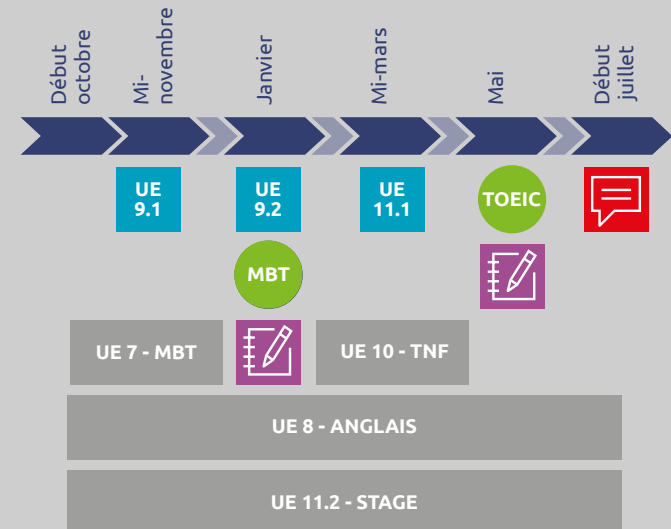 Début
octobre
Mi-
novembre
Janvier
Mi-mars
Mai
Début
juillet
UE
9.1
UE
9.2
UE
11.1
TOEIC
MBT
UE 7 - MBT
UE 10 - TNF
UE 8 - ANGLAIS
UE 11.2 - STAGE